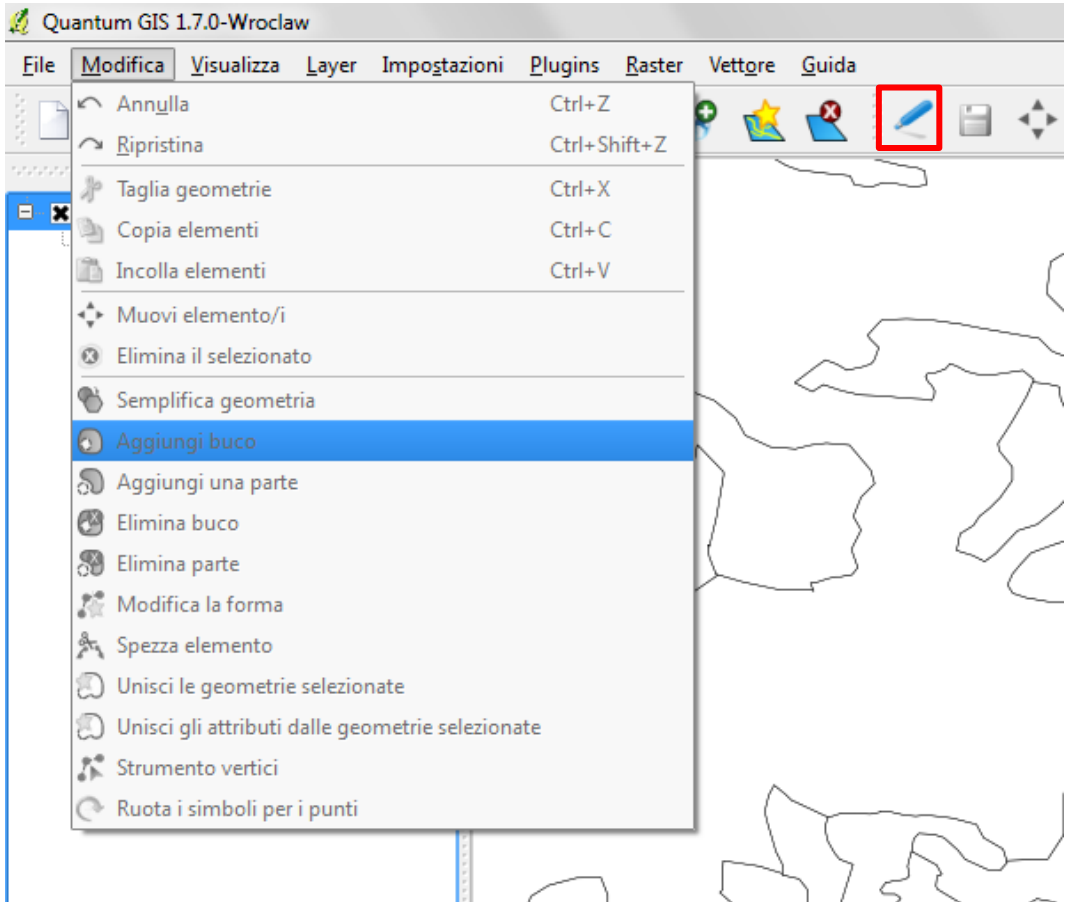 Quantum GIS 1.7.0-Wroclaw
File Modifica Visualizza Layer Impostazioni Plugins Raster Vettore Guida
Annulla Ctrl+Z
Ripristina Ctrl+Shift+Z
Taglia geometrie Ctrl+X
Copia elementi Ctrl+C
Incolla elementi Ctrl+V
Muovi elemento/i
Elimina il selezionato
Semplifica geometria
Aggiungi buco
Aggiungi una parte
Elimina buco
Elimina parte
Modifica la forma
Spezza elemento
Unisci le geometrie selezionate
Unisci gli attributi dalle geometrie selezionate
Strumento vertici
Ruota i simboli per i punti